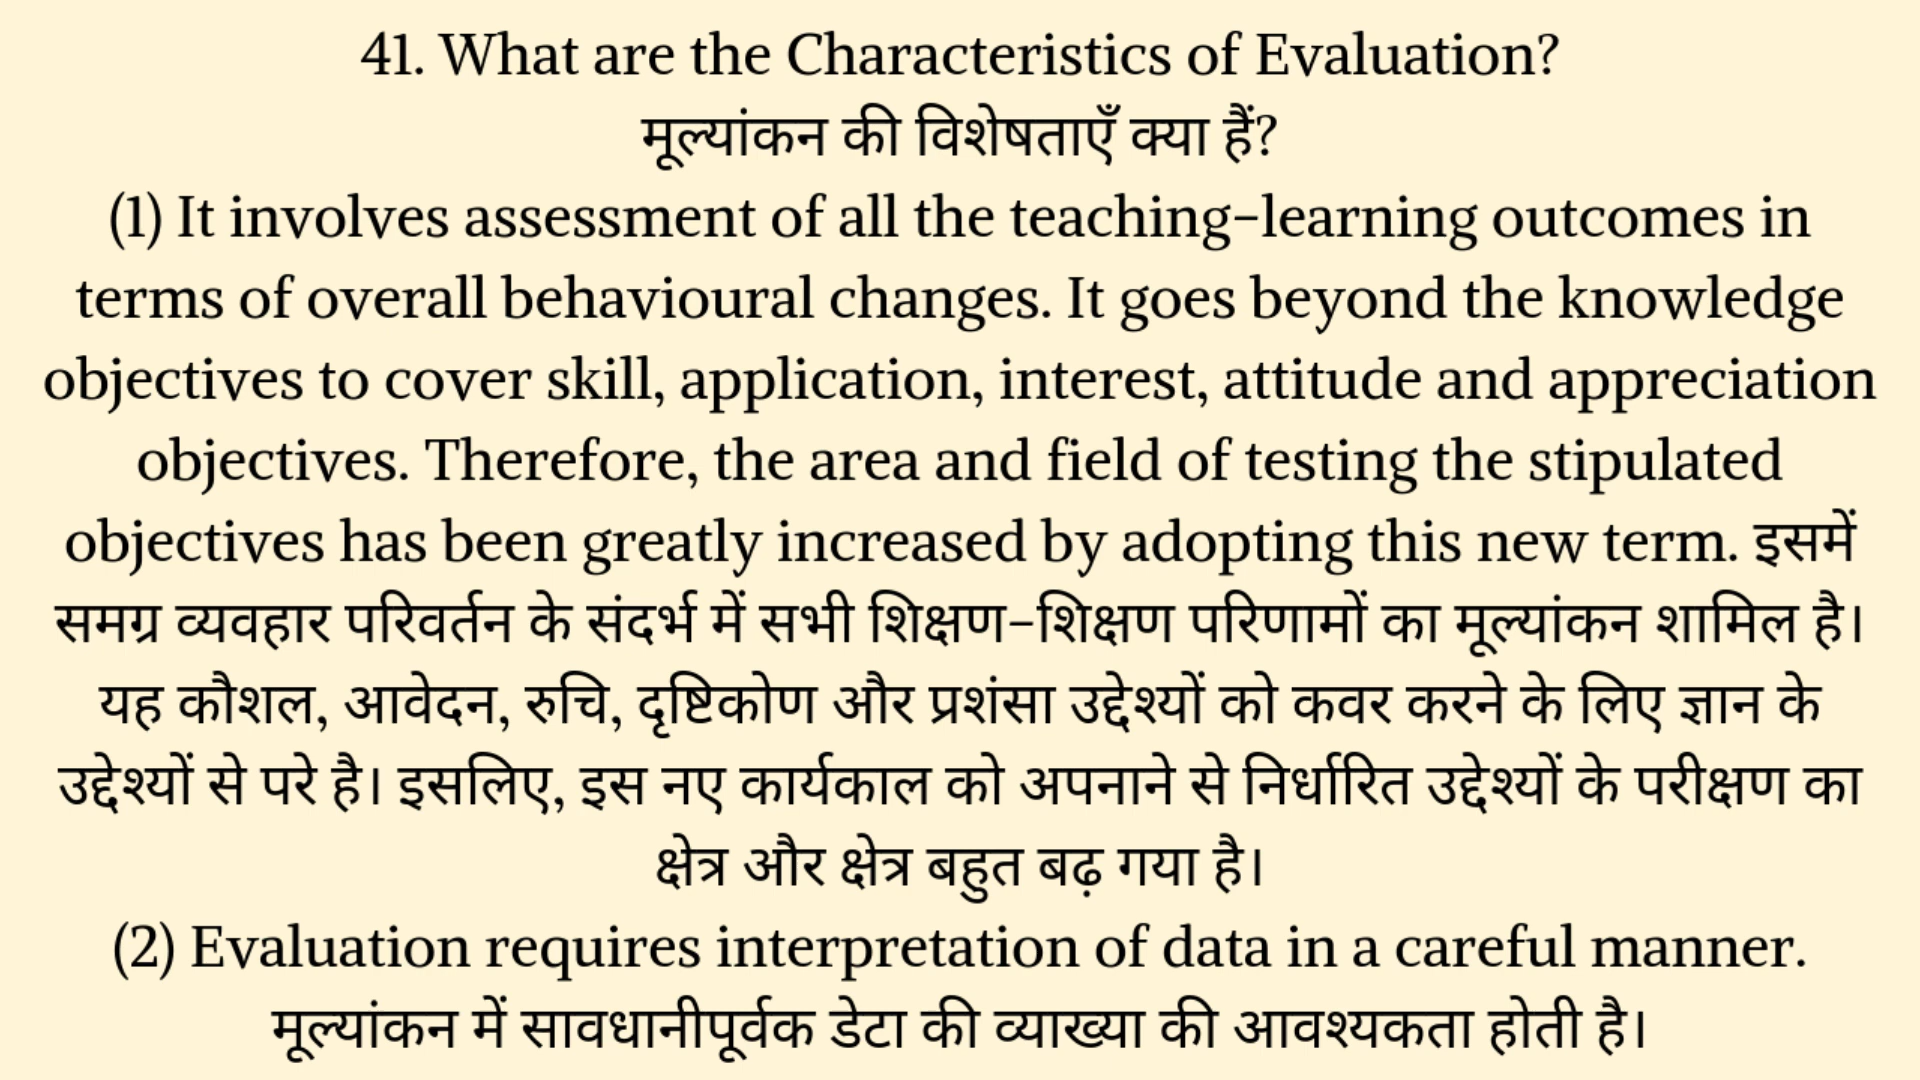 41. What are the Characteristics of Evaluation?
मूल्यांकन की विशेषताएँ क्या हैं?
(1) It involves assessment of all the teaching-learning outcomes in
terms of overall behavioural changes. It goes beyond the knowledge
objectives to cover skill, application, interest, attitude and appreciation
objectives. Therefore, the area and field of testing the stipulated
objectives has been greatly increased by adopting this new term. इसमें
समग्र व्यवहार परिवर्तन के संदर्भ में सभी शिक्षण-शिक्षण परिणामों का मूल्यांकन शामिल है।
यह कौशल, आवेदन, रुचि, दृष्टिकोण और प्रशंसा उद्देश्यों को कवर करने के लिए ज्ञान के
उद्देश्यों से परे है। इसलिए, इस नए कार्यकाल को अपनाने से निर्धारित उद्देश्यों के परीक्षण का
क्षेत्र और क्षेत्र बहुत बढ़ गया है।
(2) Evaluation requires interpretation of data in a careful manner.
मूल्यांकन में सावधानीपूर्वक डेटा की व्याख्या की आवश्यकता होती है।